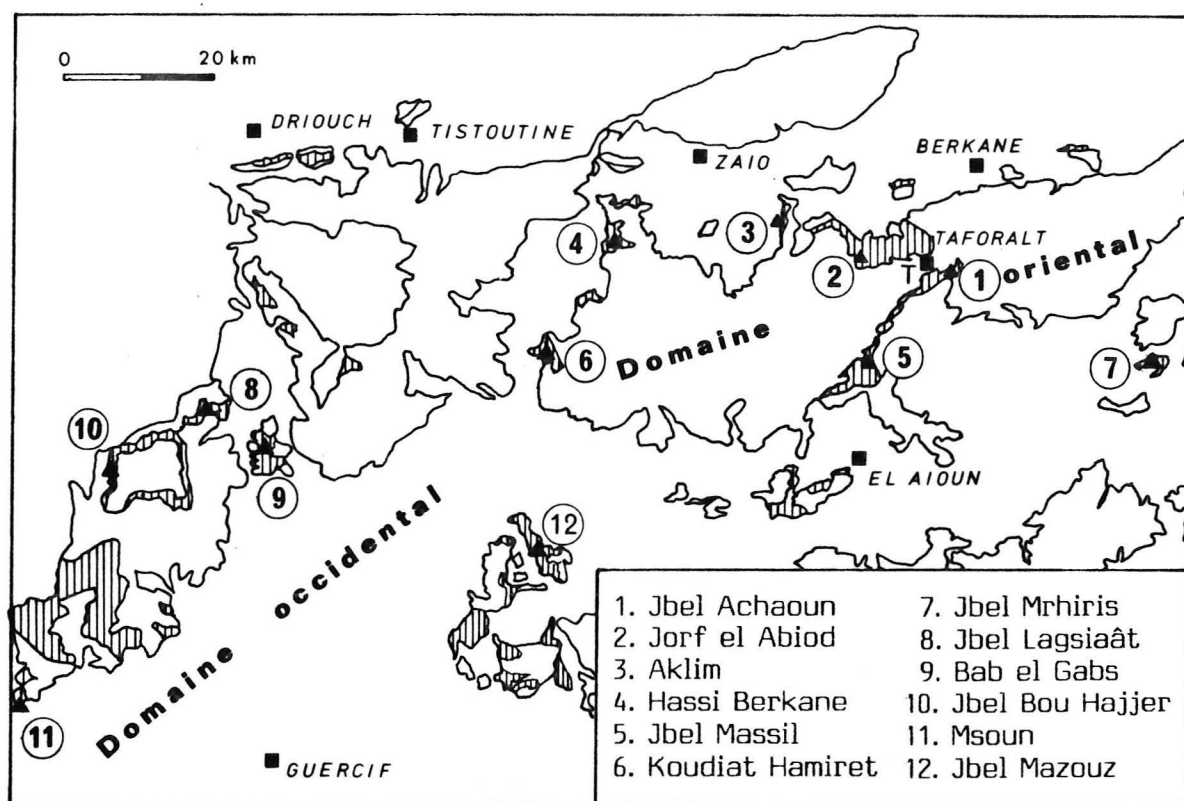 0 20 km
DRIOUCH
TISTOUTINE
ZAIO
BERKANE
3
4
2
TAFORALT
T
1
Domaine oriental
6
5
7
8
10
9
EL AIOUN
12
Domaine occidental
11
GUERCIF
1. Jbel Achaoun
2. Jorf el Abiod
3. Aklim
4. Hassi Berkane
5. Jbel Massil
6. Koudiat Hamiret
7. Jbel Mrhiris
8. Jbel Lagsiaât
9. Bab el Gabs
10. Jbel Bou Hajjer
11. Msoun
12. Jbel Mazouz